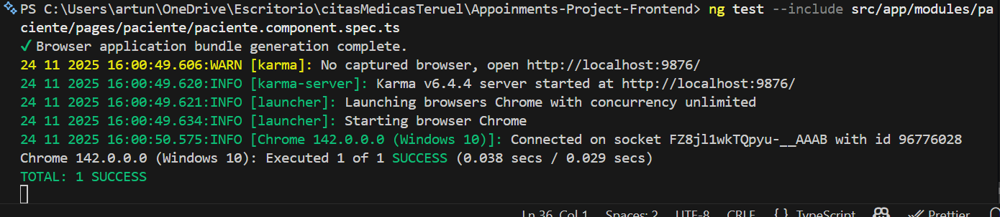 PS C:\Users\artun\OneDrive\Escritorio\citasMedicasTeruel\Appoinments-Project-Frontend> ng test --include src/app/modules/pa
ciente/pages/paciente/paciente.component.spec.ts
✓ Browser application bundle generation complete.
24 11 2025 16:00:49.606:WARN [karma]: No captured browser, open http://localhost:9876/
24 11 2025 16:00:49.620:INFO [karma-server]: Karma v6.4.4 server started at http://localhost:9876/
24 11 2025 16:00:49.621:INFO [launcher]: Launching browsers Chrome with concurrency unlimited
24 11 2025 16:00:49.634:INFO [launcher]: Starting browser Chrome
24 11 2025 16:00:50.575:INFO [Chrome 142.0.0.0 (Windows 10)]: Connected on socket FZ8jl1wkTQpyu-__AAAB with id 96776028
Chrome 142.0.0.0 (Windows 10): Executed 1 of 1 SUCCESS (0.038 secs / 0.029 secs)
TOTAL: 1 SUCCESS
Ln 36, Col 1 Spaces: 2 UTF-8 CRLF { } TypeScript Prettier